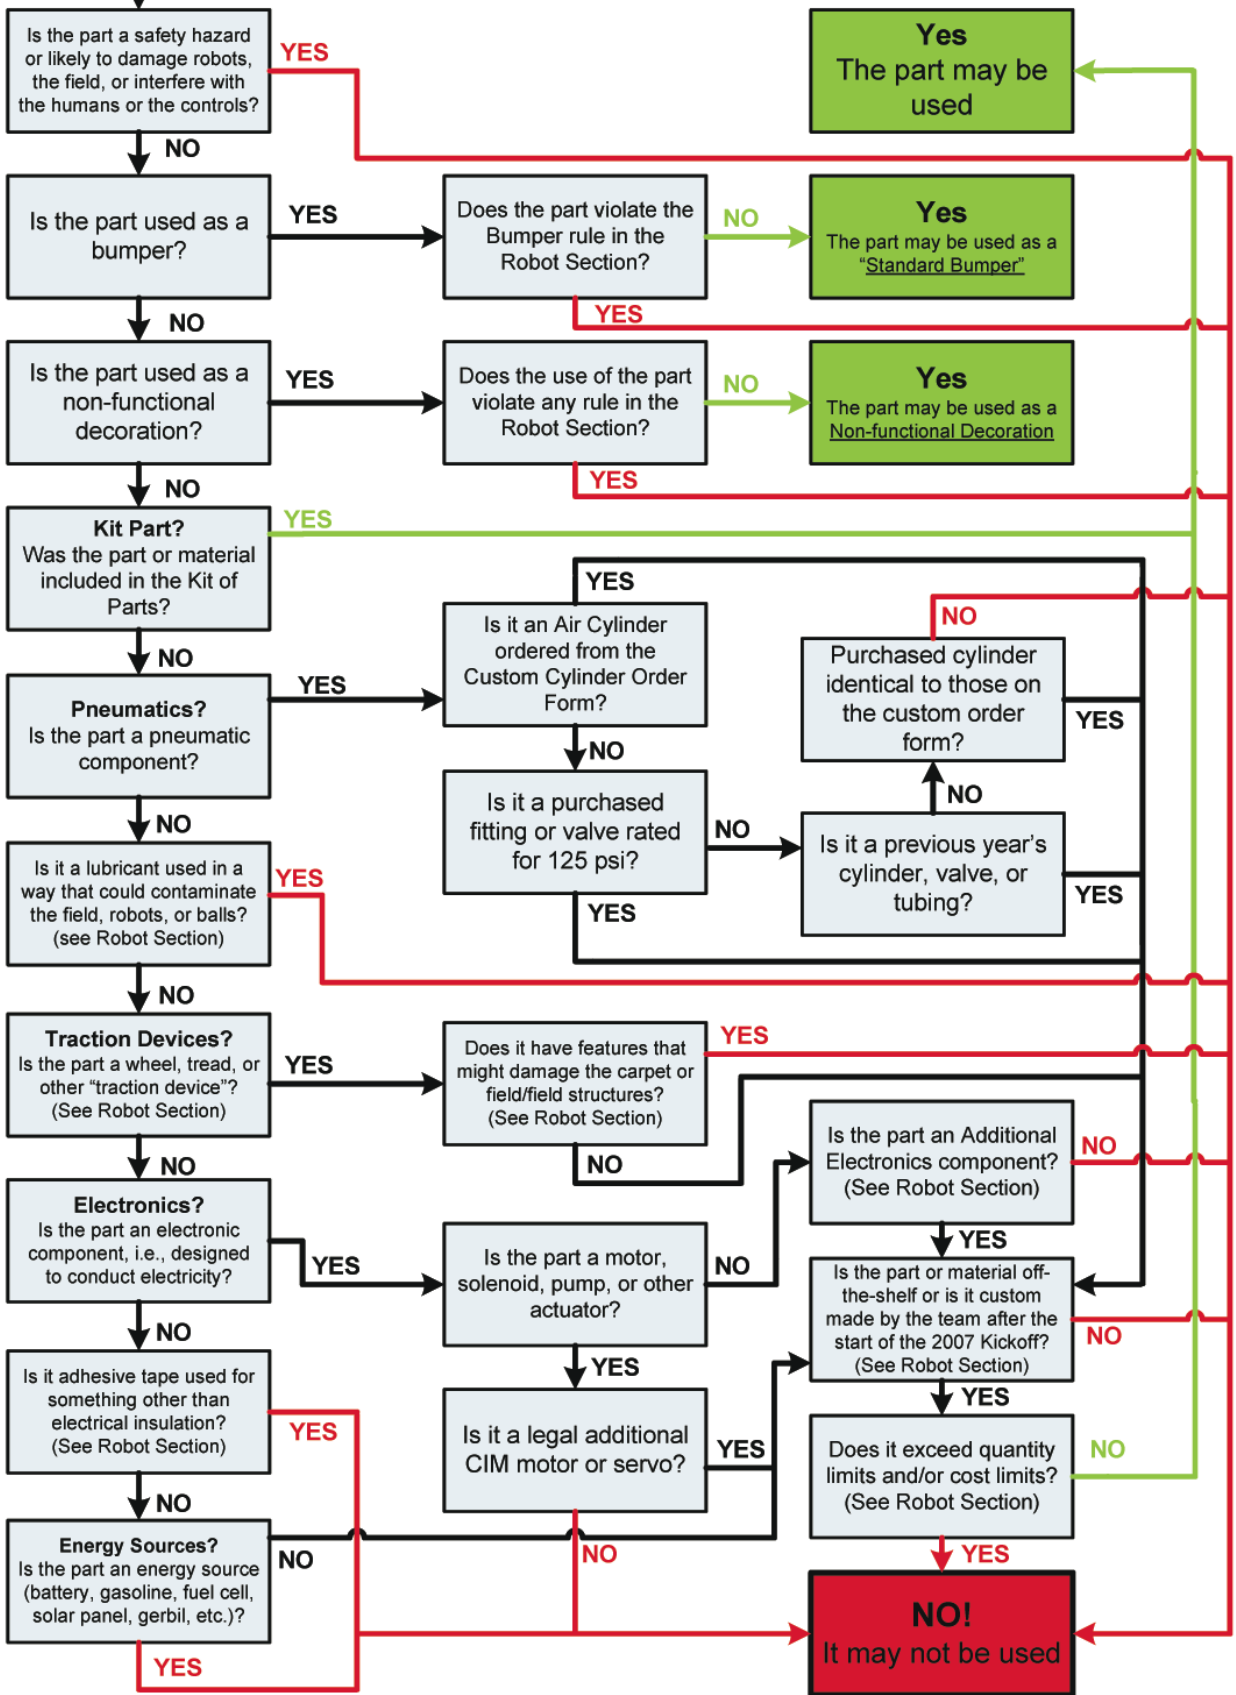 Is the part a safety hazard
or likely to damage robots,
the field, or interfere with
the humans or the controls?
YES
Yes
The part may be
used
NO
Is the part used as a
bumper?
YES
Does the part violate the
Bumper rule in the
Robot Section?
NO
Yes
The part may be used as a
“Standard Bumper”
YES
NO
Is the part used as a
non-functional
decoration?
YES
Does the use of the part
violate any rule in the
Robot Section?
NO
Yes
The part may be used as a
Non-functional Decoration
YES
NO
Kit Part?
Was the part or material
included in the Kit of
Parts?
YES
NO
Pneumatics?
Is the part a pneumatic
component?
YES
YES
Is it an Air Cylinder
ordered from the
Custom Cylinder Order
Form?
NO
Is it a purchased
fitting or valve rated
for 125 psi?
NO
YES
NO
Purchased cylinder
identical to those on
the custom order
form?
YES
NO
Is it a previous year’s
cylinder, valve, or
tubing?
YES
NO
Is it a lubricant used in a
way that could contaminate
the field, robots, or balls?
(see Robot Section)
YES
NO
Traction Devices?
Is the part a wheel, tread, or
other “traction device”?
(See Robot Section)
YES
Does it have features that
might damage the carpet or
field/field structures?
(See Robot Section)
YES
NO
NO
Electronics?
Is the part an electronic
component, i.e., designed
to conduct electricity?
YES
Is the part a motor,
solenoid, pump, or other
actuator?
NO
Is the part an Additional
Electronics component?
(See Robot Section)
NO
YES
Is the part or material off-
the-shelf or is it custom
made by the team after the
start of the 2007 Kickoff?
(See Robot Section)
NO
NO
YES
Is it adhesive tape used for
something other than
electrical insulation?
(See Robot Section)
YES
Is it a legal additional
CIM motor or servo?
YES
YES
Does it exceed quantity
limits and/or cost limits?
(See Robot Section)
NO
NO
Energy Sources?
Is the part an energy source
(battery, gasoline, fuel cell,
solar panel, gerbil, etc.)?
NO
NO
YES
NO!
It may not be used
YES